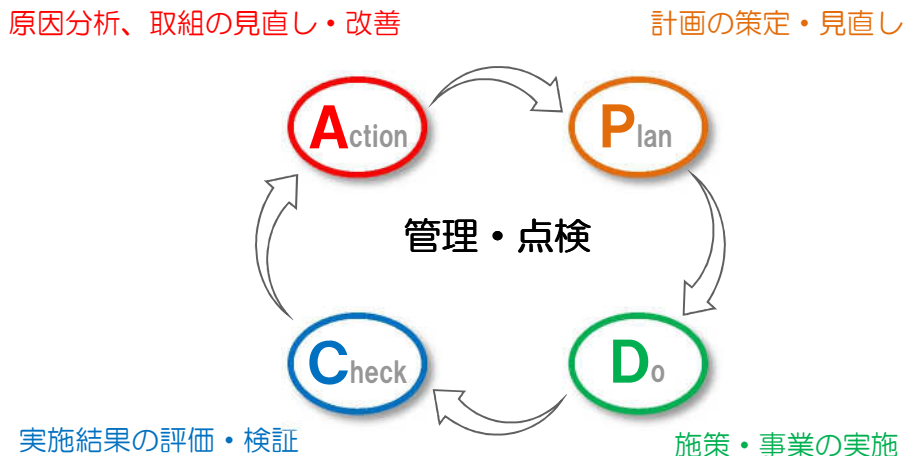 原因分析、取組の見直し・改善
計画の策定・見直し
Action
Plan
管理・点検
Check
Do
実施結果の評価・検証
施策・事業の実施